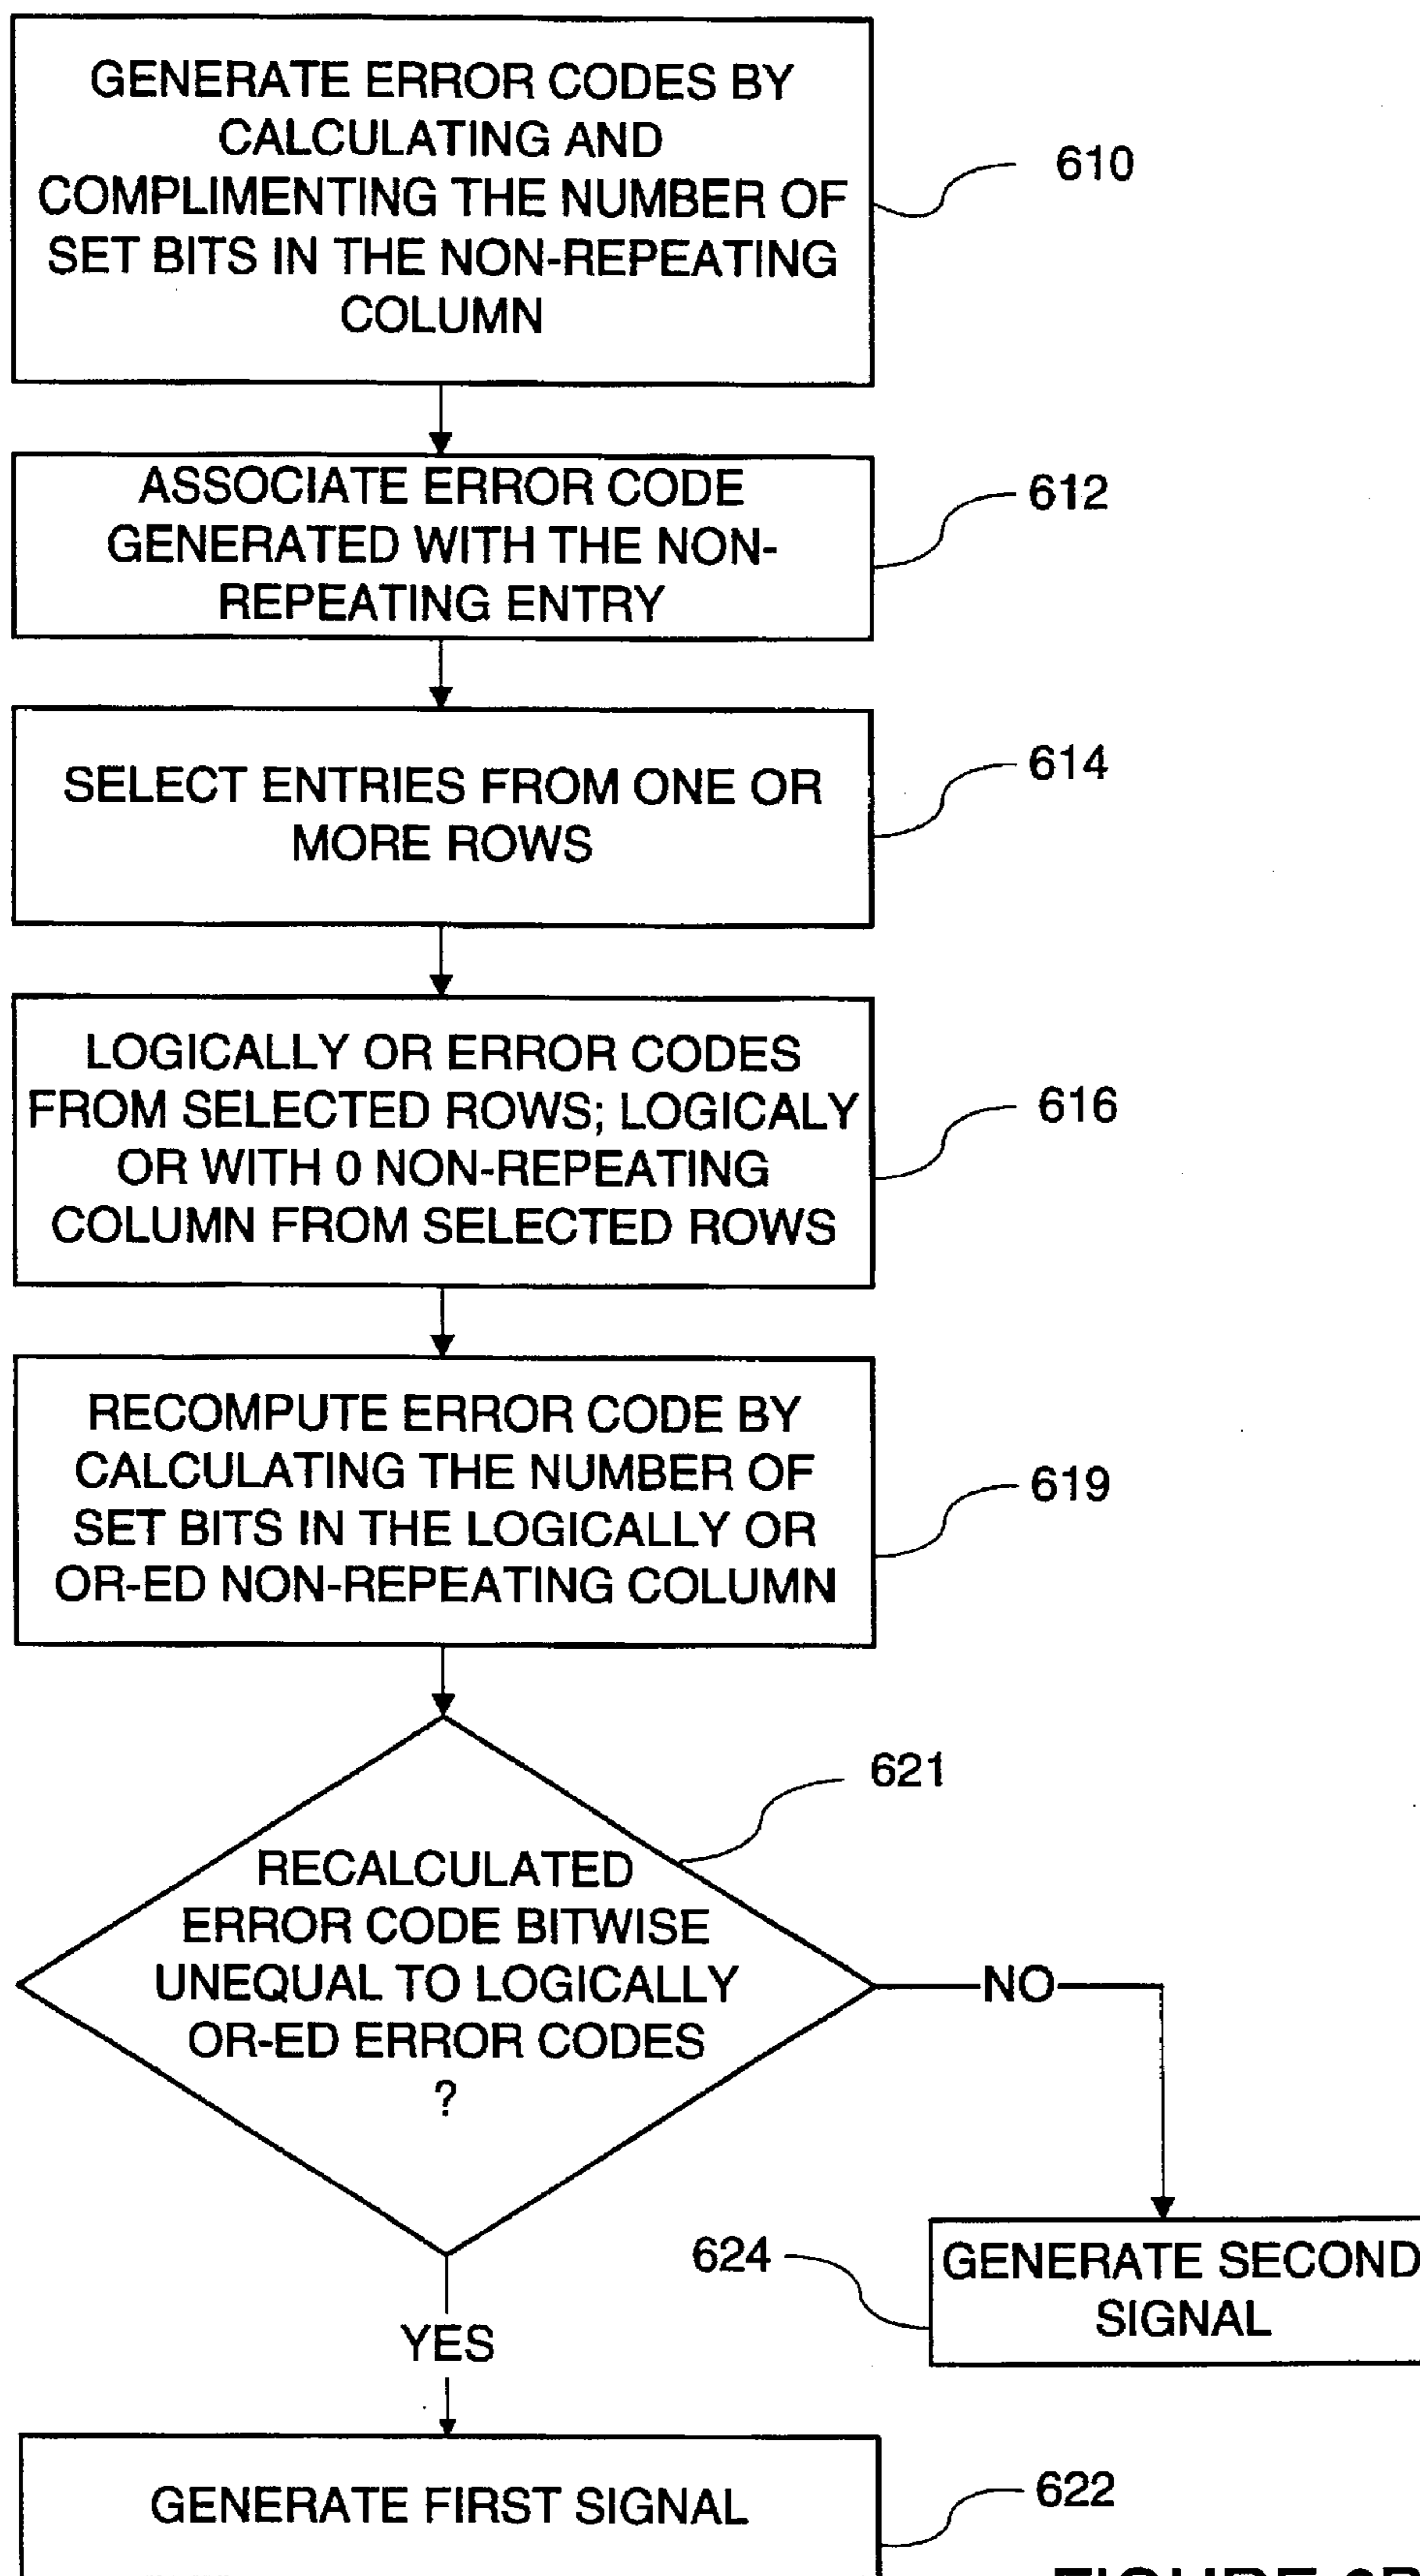 GENERATE ERROR CODES BY
CALCULATING AND
COMPLIMENTING THE NUMBER OF
SET BITS IN THE NON-REPEATING
COLUMN
610
ASSOCIATE ERROR CODE
GENERATED WITH THE NON-
REPEATING ENTRY
612
SELECT ENTRIES FROM ONE OR
MORE ROWS
614
LOGICALLY OR ERROR CODES
FROM SELECTED ROWS; LOGICALY
OR WITH 0 NON-REPEATING
COLUMN FROM SELECTED ROWS
616
RECOMPUTE ERROR CODE BY
CALCULATING THE NUMBER OF
SET BITS IN THE LOGICALLY OR
OR-ED NON-REPEATING COLUMN
619
621
RECALCULATED
ERROR CODE BITWISE
UNEQUAL TO LOGICALLY
OR-ED ERROR CODES
?
NO
624
GENERATE SECOND
SIGNAL
YES
GENERATE FIRST SIGNAL
622